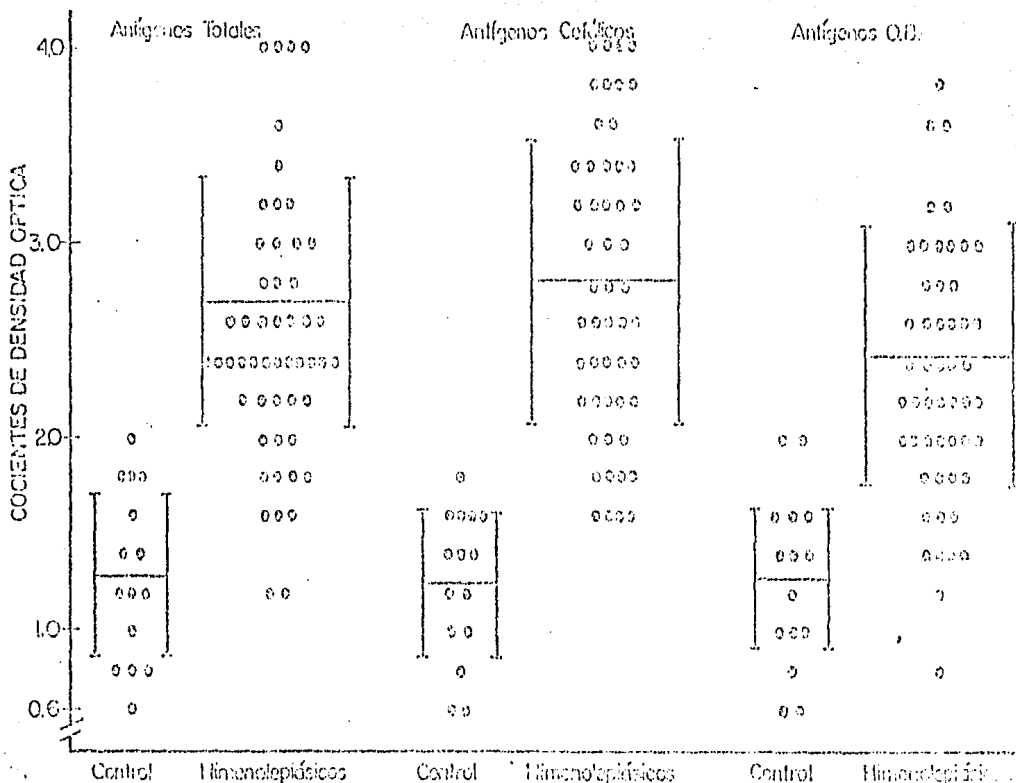 Antígenos Totales
Antígenos Cefálicos
Antígenos Q.D.
COCIENTES DE DENSIDAD OPTICA
4.0
3.0
2.0
1.0
0.6
Control Himenolepiásicos Control Himenolepiásicos Control